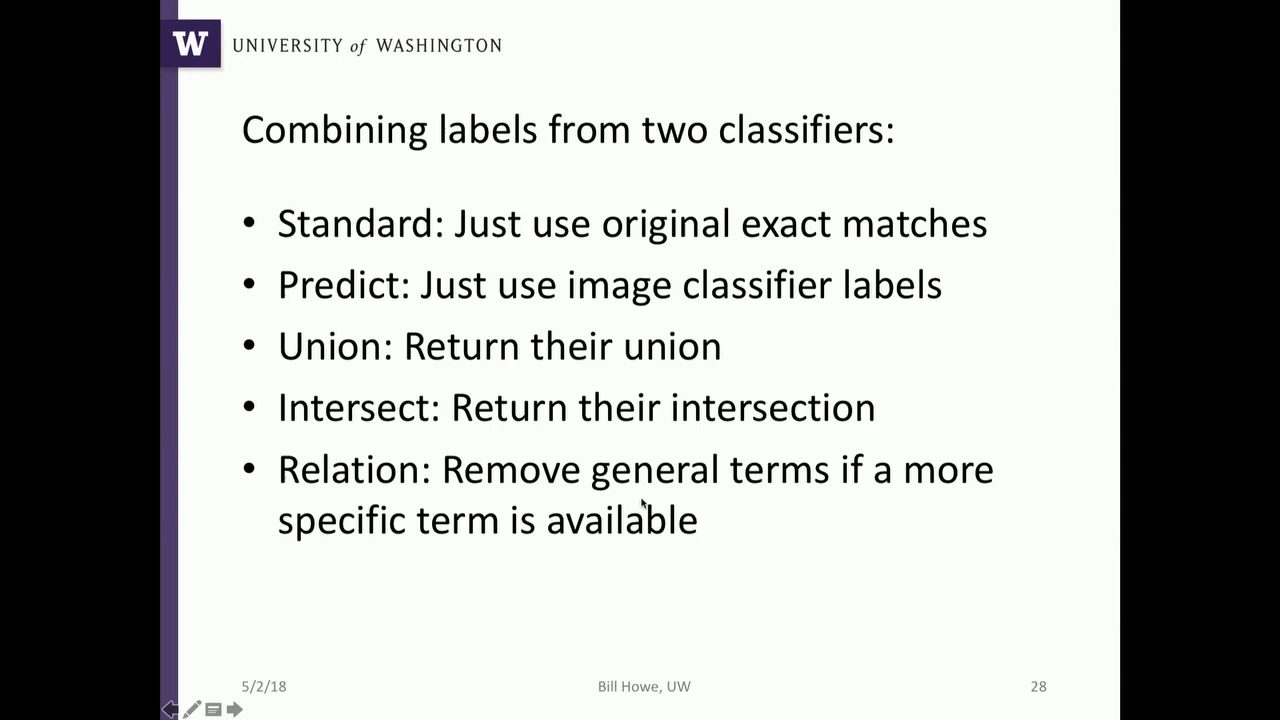 W UNIVERSITY of WASHINGTON
Combining labels from two classifiers:
• Standard: Just use original exact matches
• Predict: Just use image classifier labels
• Union: Return their union
• Intersect: Return their intersection
• Relation: Remove general terms if a more
specific term is available
5/2/18 Bill Howe, UW 28